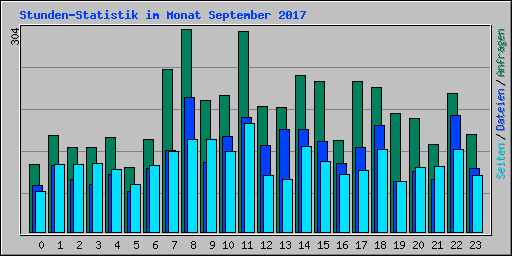 Stunden-Statistik im Monat September 2017
304
Seiten / Dateien / Anfragen
0 1 2 3 4 5 6 7 8 9 10 11 12 13 14 15 16 17 18 19 20 21 22 23